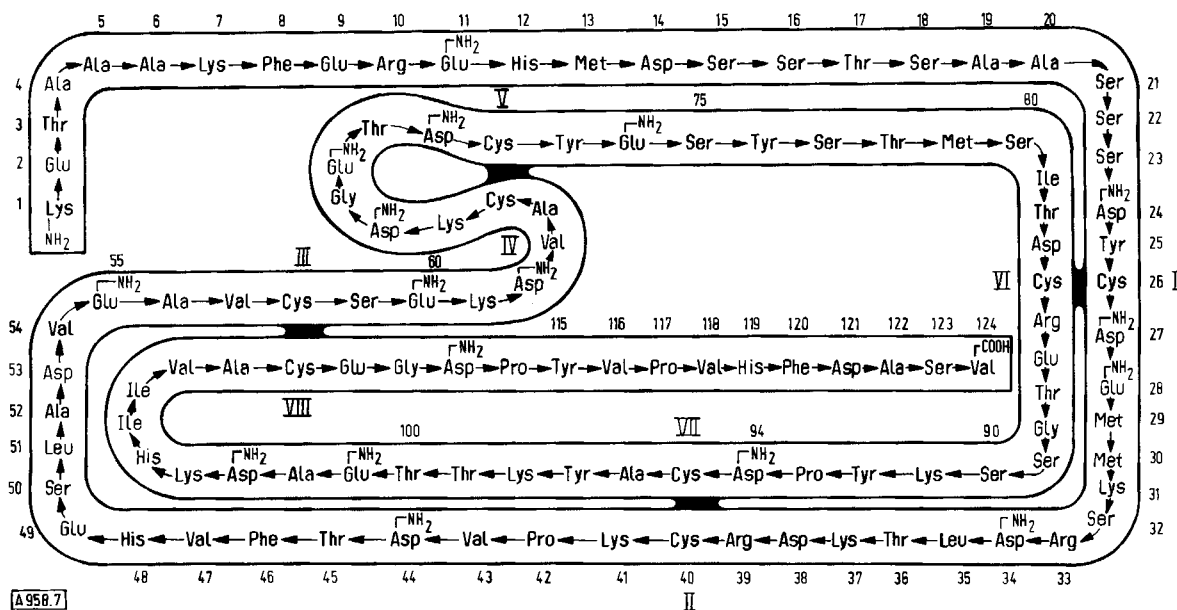 5 6 7 8 9 10 11 12 13 14 15 16 17 18 19 20
NH2
Ala Ala Lys Phe Glu Arg Glu His Met Asp Ser Ser Thr Ser Ala Ala
4 Ala
Ser 21
V 75 80
3 Thr
Ser 22
NH2 NH2
Thr Asp Cys Tyr Glu Ser Tyr Ser Thr Met Ser
2 Glu
Ser 23
NH2
Glu
Ile
1 Lys
NH2
Gly
NH2
Asp Lys Cys Ala
Thr
NH2
Asp 24
Val
Asp
Tyr 25
III IV
VI
Cys
Cys 26 I
55 60
NH2 NH2 NH2
Glu Ala Val Cys Ser Glu Lys Asp
Arg
NH2
Asp 27
54 Val
115 116 117 118 119 120 121 122 123 124
NH2 COOH
53 Asp
Val Ala Cys Glu Gly Asp Pro Tyr Val Pro Val His Phe Asp Ala Ser Val
Glu
NH2
Glu 28
Ile
Thr
52 Ala
Ile
VIII
Met 29
51 Leu
His
100 VII 94 90
Gly
Met 30
NH2 NH2 NH2
Lys Asp Ala Glu Thr Thr Lys Tyr Ala Cys Asp Pro Tyr Lys Ser Ser
50 Ser
Lys 31
49 Glu
Ser 32
NH2 NH2
His Val Phe Thr Asp Val Pro Lys Cys Arg Asp Lys Thr Leu Asp Arg
48 47 46 45 44 43 42 41 40 39 38 37 36 35 34 33
II
A958.7